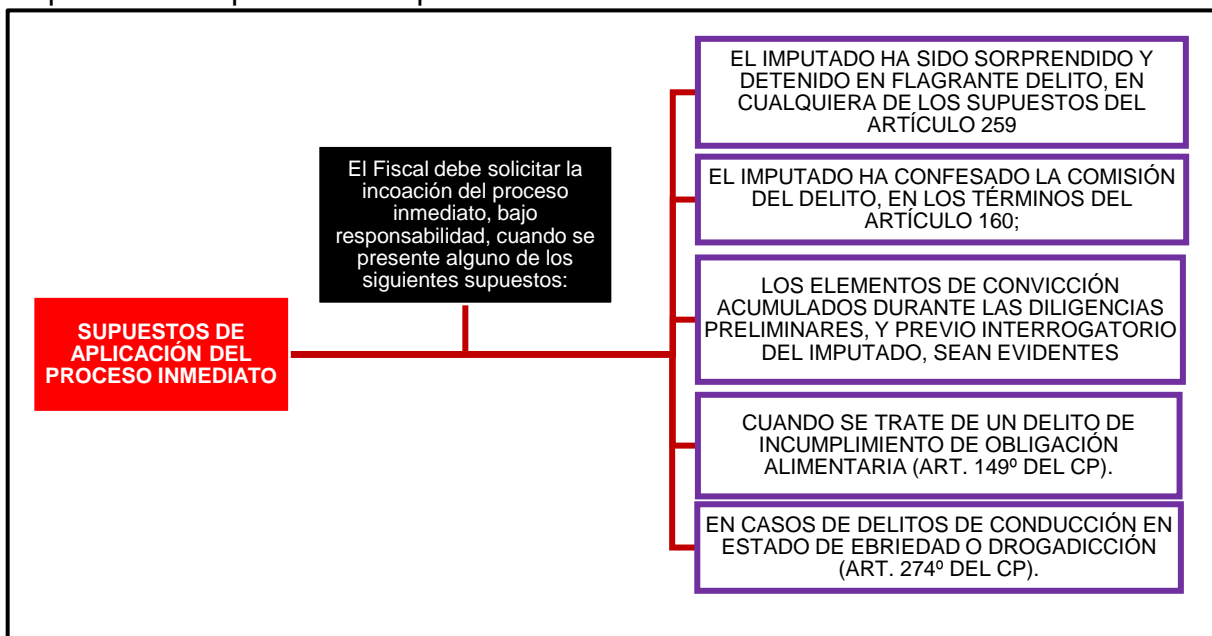 SUPUESTOS DE
APLICACIÓN DEL
PROCESO INMEDIATO
El Fiscal debe solicitar la
incoación del proceso
inmediato, bajo
responsabilidad, cuando se
presente alguno de los
siguientes supuestos:
EL IMPUTADO HA SIDO SORPRENDIDO Y
DETENIDO EN FLAGRANTE DELITO, EN
CUALQUIERA DE LOS SUPUESTOS DEL
ARTÍCULO 259
EL IMPUTADO HA CONFESADO LA COMISIÓN
DEL DELITO, EN LOS TÉRMINOS DEL
ARTÍCULO 160;
LOS ELEMENTOS DE CONVICCIÓN
ACUMULADOS DURANTE LAS DILIGENCIAS
PRELIMINARES, Y PREVIO INTERROGATORIO
DEL IMPUTADO, SEAN EVIDENTES
CUANDO SE TRATE DE UN DELITO DE
INCUMPLIMIENTO DE OBLIGACIÓN
ALIMENTARIA (ART. 149º DEL CP).
EN CASOS DE DELITOS DE CONDUCCIÓN EN
ESTADO DE EBRIEDAD O DROGADICCIÓN
(ART. 274º DEL CP).